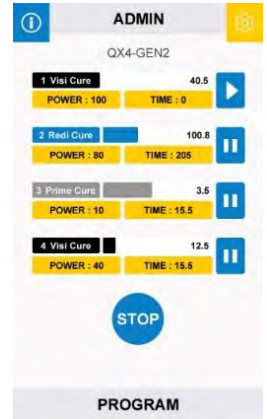 ADMIN
QX4-GEN2
1 Visi Cure 40.5
POWER : 100 TIME : 0
2 Redi Cure 100.8
POWER : 80 TIME : 205
3 Prime Cure 3.5
POWER : 10 TIME : 15.5
4 Visi Cure 12.5
POWER : 40 TIME : 15.5
STOP
PROGRAM